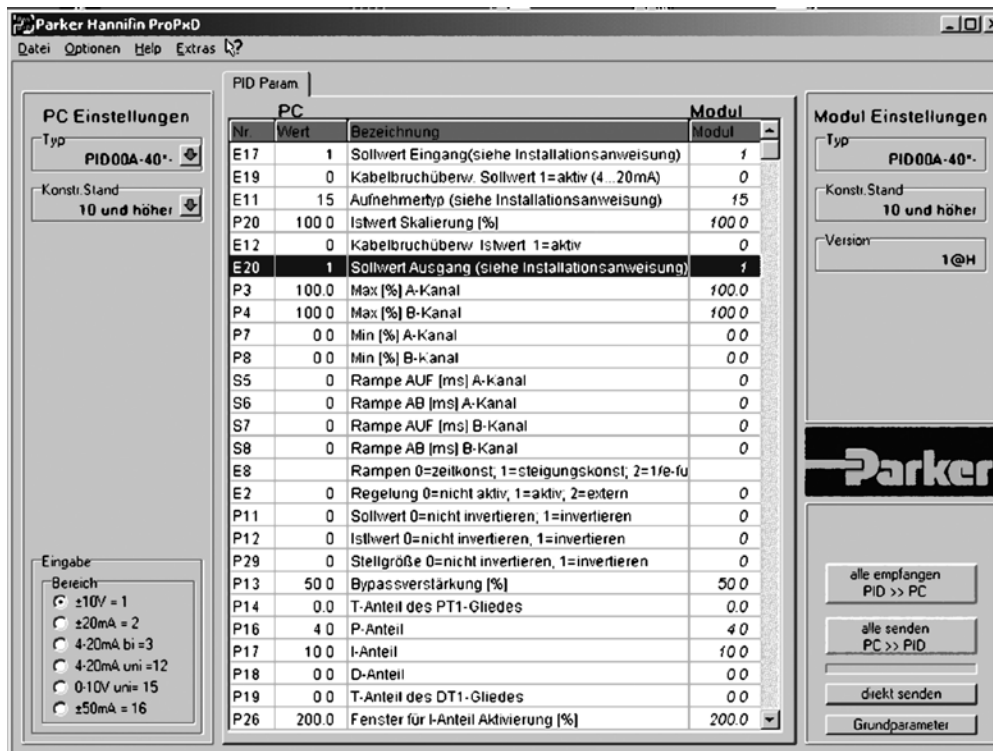 Parker Hannifin ProPxD
Datei Optionen Help Extras
PC Einstellungen
Typ
PID00A-40*-
Konstr.Stand
10 und höher
Eingabe
Bereich
±10V = 1
±20mA = 2
4-20mA bi =3
4-20mA uni =12
0-10V uni= 15
±50mA = 16
PID Param.
PC Modul
Nr. Wert Bezeichnung Modul
E17 1 Sollwert Eingang(siehe Installationsanweisung) 1
E19 0 Kabelbruchüberw. Sollwert 1=aktiv (4...20mA) 0
E11 15 Aufnehmertyp (siehe Installationsanweisung) 15
P20 100.0 Istwert Skalierung [%] 100.0
E12 0 Kabelbruchüberw. Istwert 1=aktiv 0
E20 1 Sollwert Ausgang (siehe Installationsanweisung) 1
P3 100.0 Max [%] A-Kanal 100.0
P4 100.0 Max [%] B-Kanal 100.0
P7 0.0 Min [%] A-Kanal 0.0
P8 0.0 Min [%] B-Kanal 0.0
S5 0 Rampe AUF [ms] A-Kanal 0
S6 0 Rampe AB [ms] A-Kanal 0
S7 0 Rampe AUF [ms] B-Kanal 0
S8 0 Rampe AB [ms] B-Kanal 0
E8 Rampen 0=zeitkonst; 1=steigungskonst; 2=1/e-fu
E2 0 Regelung 0=nicht aktiv, 1=aktiv; 2=extern 0
P11 0 Sollwert 0=nicht invertieren; 1=invertieren 0
P12 0 Istlwert 0=nicht invertieren, 1=invertieren 0
P29 0 Stellgröße 0=nicht invertieren, 1=invertieren 0
P13 50.0 Bypassverstärkung [%] 50.0
P14 0.0 T-Anteil des PT1-Gliedes 0.0
P16 4.0 P-Anteil 4.0
P17 10.0 I-Anteil 10.0
P18 0.0 D-Anteil 0.0
P19 0.0 T-Anteil des DT1-Gliedes 0.0
P26 200.0 Fenster für I-Anteil Aktivierung [%] 200.0
Modul Einstellungen
Typ
PID00A-40*-
Konstr.Stand
10 und höher
Version
1@H
Parker
alle empfangen
PID >> PC
alle senden
PC >> PID
direkt senden
Grundparameter